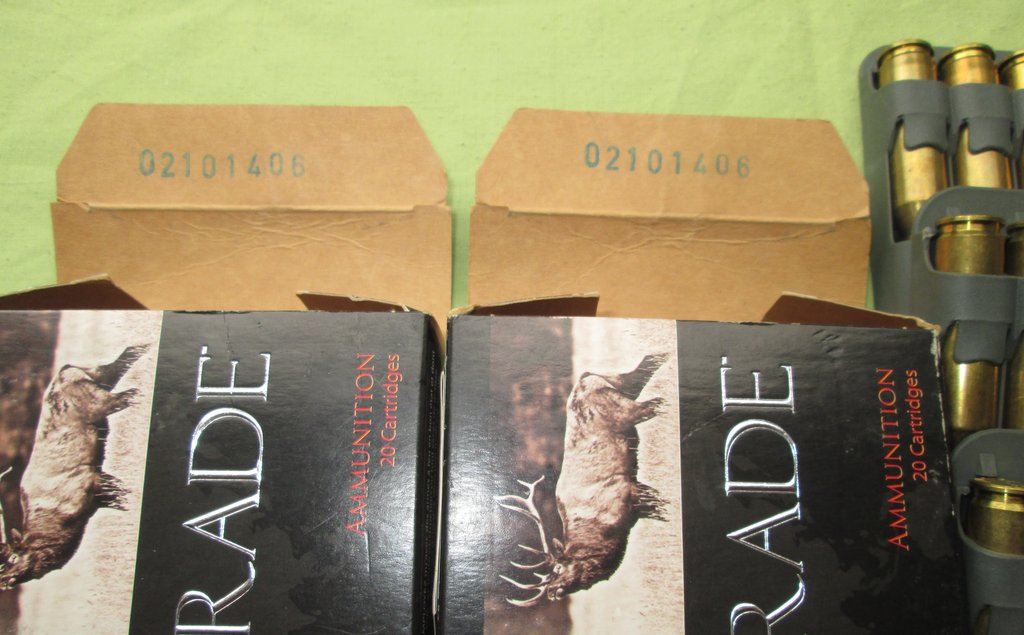 02101406
02101406
RADE
AMMUNITION
20 Cartridges
RADE
AMMUNITION
20 Cartridges